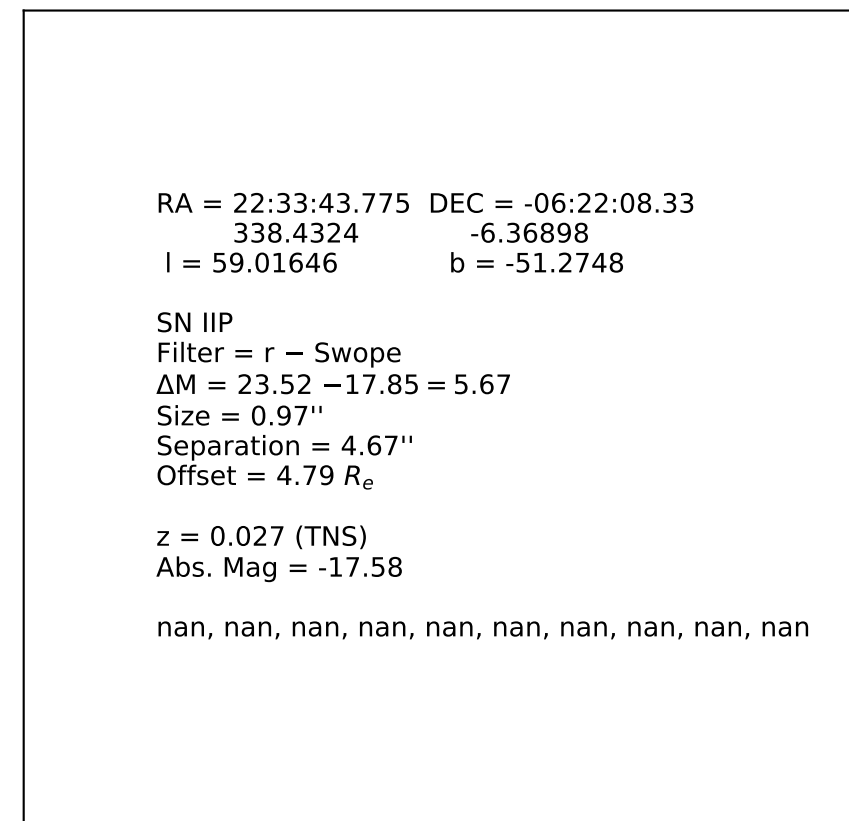 RA = 22:33:43.775  DEC = -06:22:08.33
338.4324  -6.36898
l = 59.01646  b = -51.2748
SN IIP
Filter = r − Swope
ΔM = 23.52 −17.85 = 5.67
Size = 0.97''
Separation = 4.67''
Offset = 4.79 Re
z = 0.027 (TNS)
Abs. Mag = -17.58
nan, nan, nan, nan, nan, nan, nan, nan, nan, nan